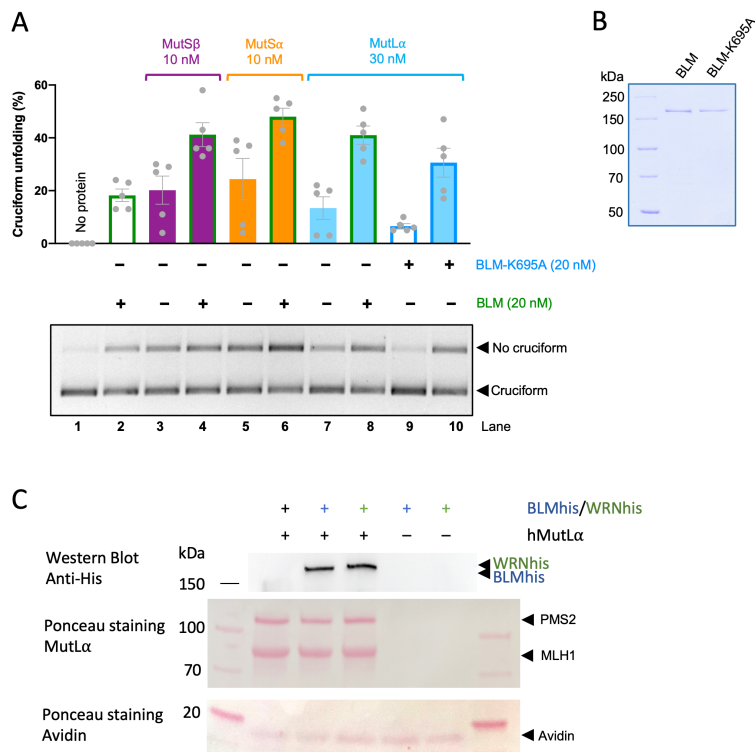 A
MutSβ
10 nM
MutSα
10 nM
MutLα
30 nM
Cruciform unfolding (%)
60
40
20
0
No protein
− − − − − − − + + BLM-K695A (20 nM)
+ − + − + − + − − BLM (20 nM)
No cruciform
Cruciform
1 2 3 4 5 6 7 8 9 10 Lane
B
kDa
BLM
BLM-K695A
250
150
100
70
50
C
+ + + + + BLMhis/WRNhis
+ + + − − hMutLα
Western Blot
Anti-His
kDa
150
WRNhis
BLMhis
Ponceau staining
MutLα
100
70
PMS2
MLH1
Ponceau staining
Avidin
20
Avidin